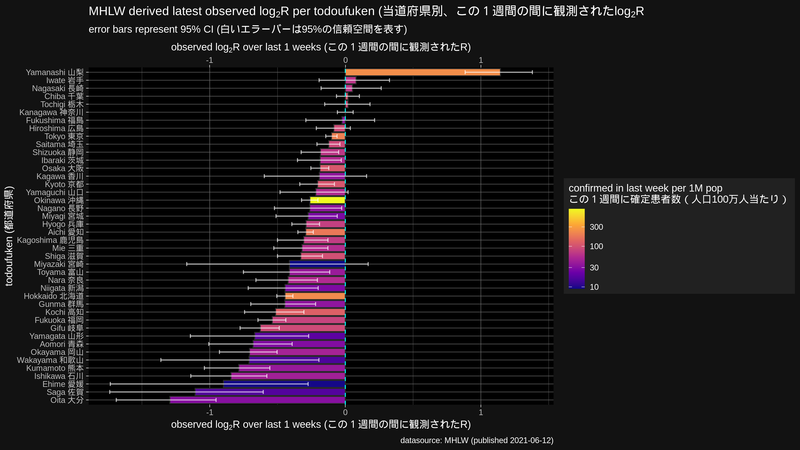 MHLW derived latest observed log2R per todoufuken (当道府県別、この１週間の間に観測されたlog2R
error bars represent 95% CI (白いエラーバーは95%の信頼空間を表す)
observed log2R over last 1 weeks (この１週間の間に観測されたR)
-1 0 1
todoufuken (都道府県)
Yamanashi 山梨
Iwate 岩手
Nagasaki 長崎
Chiba 千葉
Tochigi 栃木
Kanagawa 神奈川
Fukushima 福島
Hiroshima 広島
Tokyo 東京
Saitama 埼玉
Shizuoka 静岡
Ibaraki 茨城
Osaka 大阪
Kagawa 香川
Kyoto 京都
Yamaguchi 山口
Okinawa 沖縄
Nagano 長野
Miyagi 宮城
Hyogo 兵庫
Aichi 愛知
Kagoshima 鹿児島
Mie 三重
Shiga 滋賀
Miyazaki 宮崎
Toyama 富山
Nara 奈良
Niigata 新潟
Hokkaido 北海道
Gunma 群馬
Kochi 高知
Fukuoka 福岡
Gifu 岐阜
Yamagata 山形
Aomori 青森
Okayama 岡山
Wakayama 和歌山
Kumamoto 熊本
Ishikawa 石川
Ehime 愛媛
Saga 佐賀
Oita 大分
-1 0 1
observed log2R over last 1 weeks (この１週間の間に観測されたR)
confirmed in last week per 1M pop
この１週間に確定患者数（人口100万人当たり）
300
100
30
10
datasource: MHLW (published 2021-06-12)